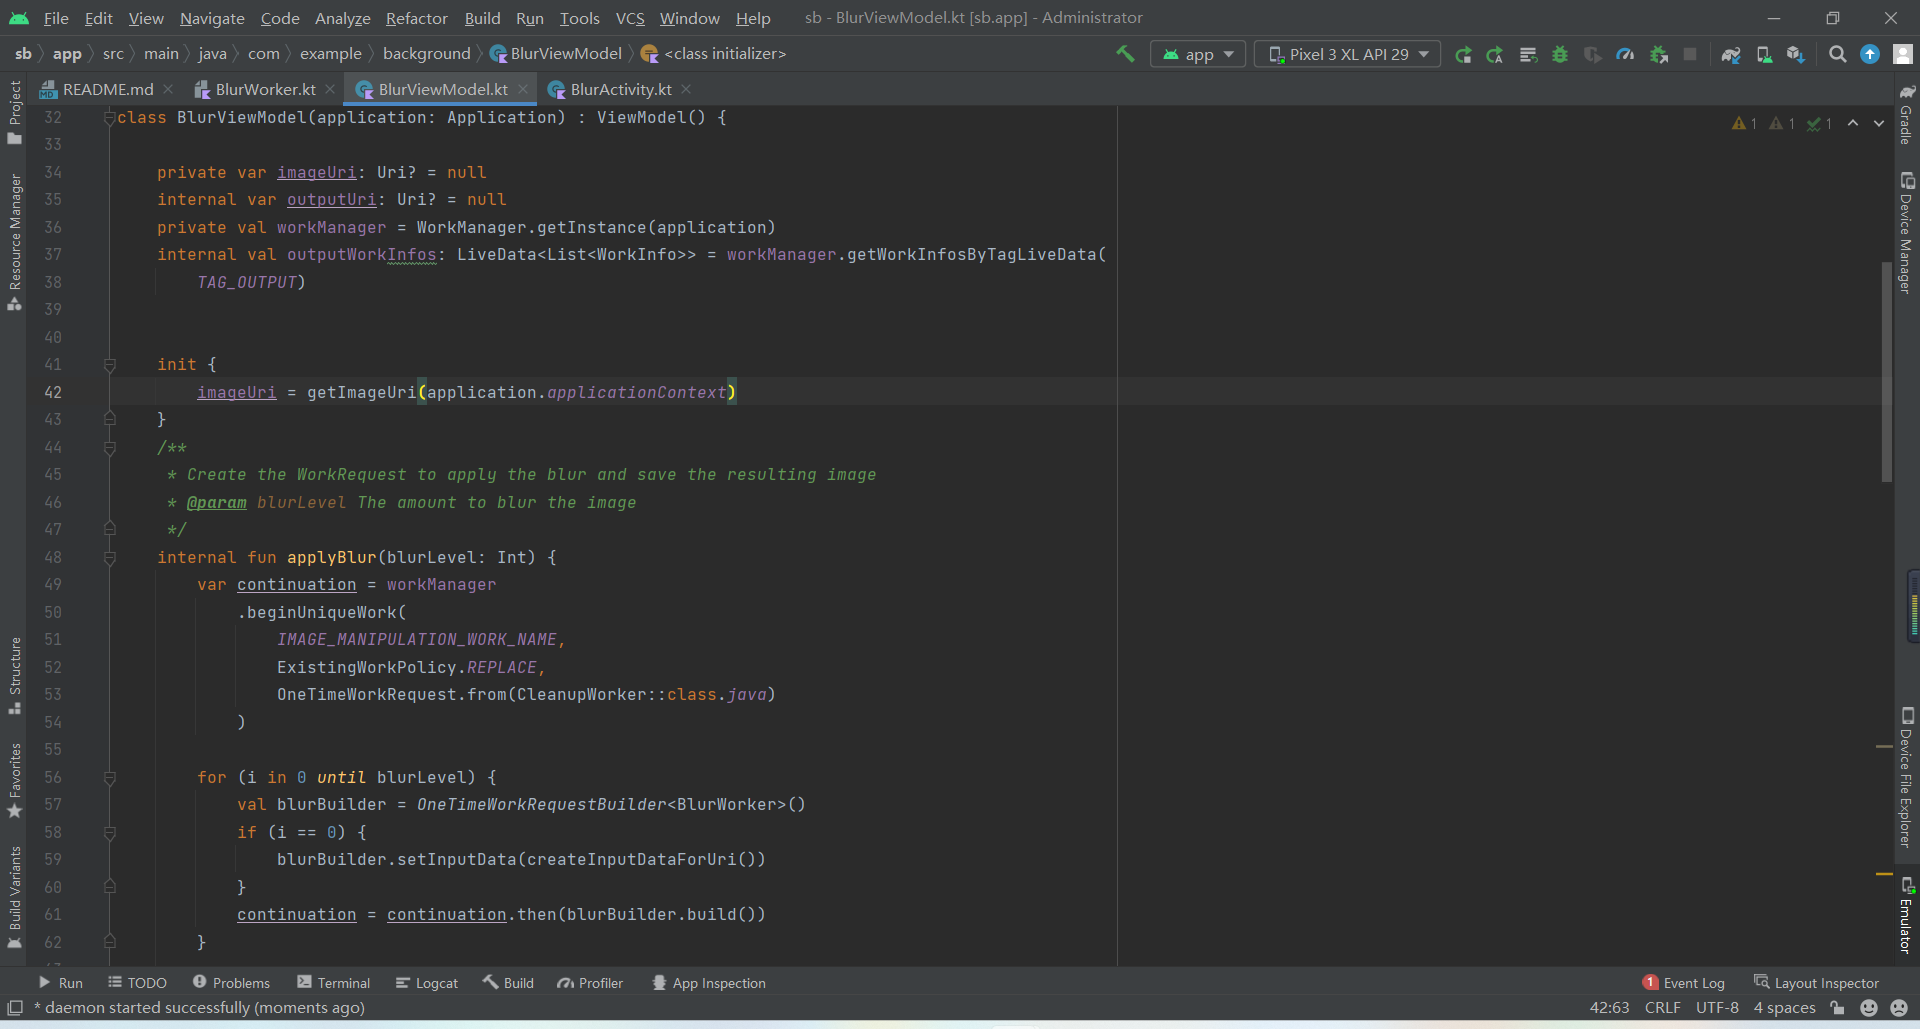 File Edit View Navigate Code Analyze Refactor Build Run Tools VCS Window Help sb - BlurViewModel.kt [sb.app] - Administrator
sb app src main java com example background BlurViewModel <class initializer> app Pixel 3 XL API 29
README.md BlurWorker.kt BlurViewModel.kt BlurActivity.kt
1 1 1
32 class BlurViewModel(application: Application) : ViewModel() {
33
34 private var imageUri: Uri? = null
35 internal var outputUri: Uri? = null
36 private val workManager = WorkManager.getInstance(application)
37 internal val outputWorkInfos: LiveData<List<WorkInfo>> = workManager.getWorkInfosByTagLiveData(
38 TAG_OUTPUT)
39
40
41 init {
42 imageUri = getImageUri(application.applicationContext)
43 }
44 /**
45 * Create the WorkRequest to apply the blur and save the resulting image
46 * @param blurLevel The amount to blur the image
47 */
48 internal fun applyBlur(blurLevel: Int) {
49 var continuation = workManager
50 .beginUniqueWork(
51 IMAGE_MANIPULATION_WORK_NAME,
52 ExistingWorkPolicy.REPLACE,
53 OneTimeWorkRequest.from(CleanupWorker::class.java)
54 )
55
56 for (i in 0 until blurLevel) {
57 val blurBuilder = OneTimeWorkRequestBuilder<BlurWorker>()
58 if (i == 0) {
59 blurBuilder.setInputData(createInputDataForUri())
60 }
61 continuation = continuation.then(blurBuilder.build())
62 }
Project
Resource Manager
Structure
Favorites
Build Variants
Gradle
Device Manager
Device File Explorer
Emulator
Run TODO Problems Terminal Logcat Build Profiler App Inspection 1 Event Log Layout Inspector
* daemon started successfully (moments ago) 42:63 CRLF UTF-8 4 spaces